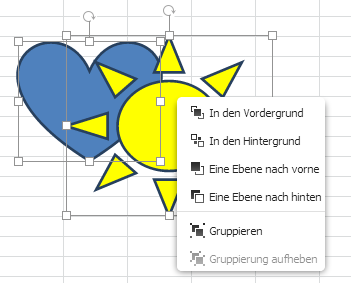 In den Vordergrund
In den Hintergrund
Eine Ebene nach vorne
Eine Ebene nach hinten
Gruppieren
Gruppierung aufheben